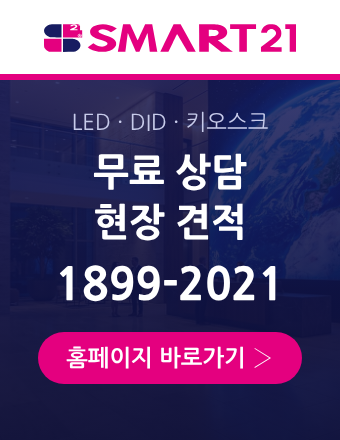 SMART21
LED · DID · 키오스크
무료 상담
현장 견적
1899-2021
홈페이지 바로가기 >